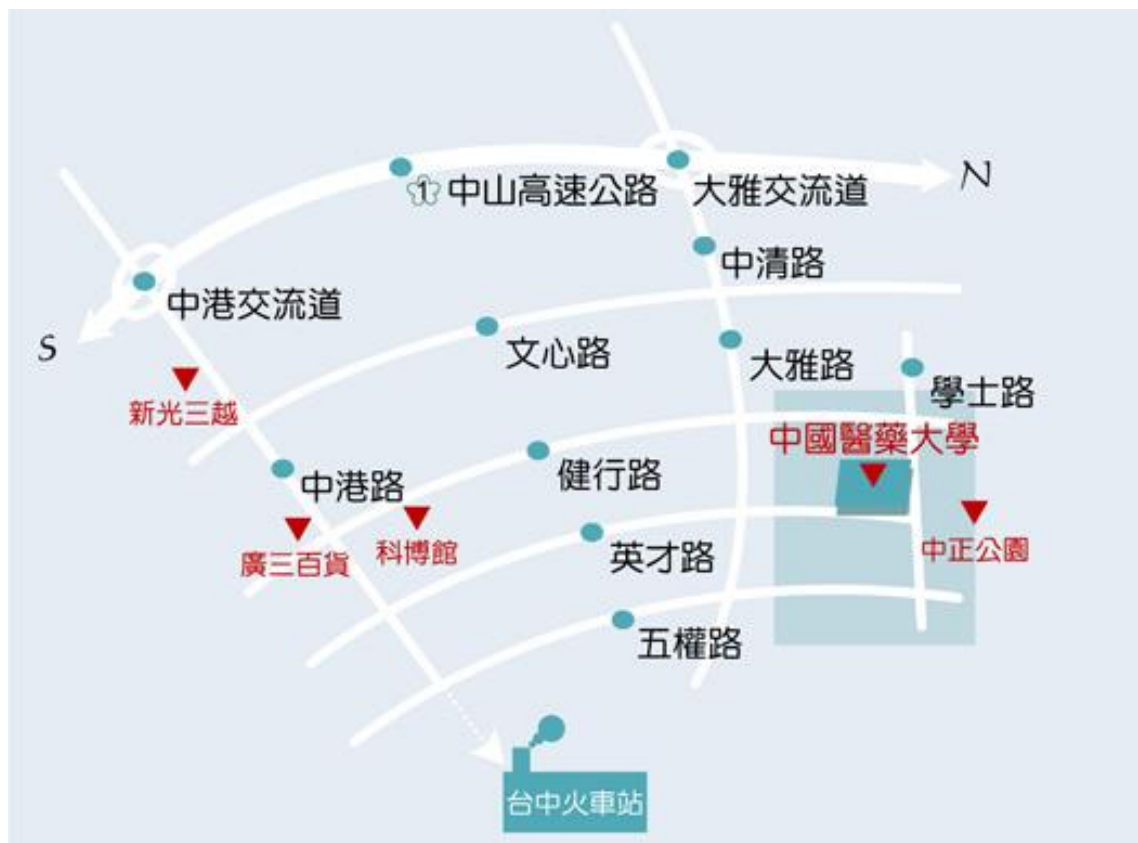 N
1 中山高速公路
大雅交流道
中清路
中港交流道
S
文心路
大雅路
學士路
新光三越
中國醫藥大學
健行路
中港路
廣三百貨
科博館
英才路
中正公園
五權路
台中火車站